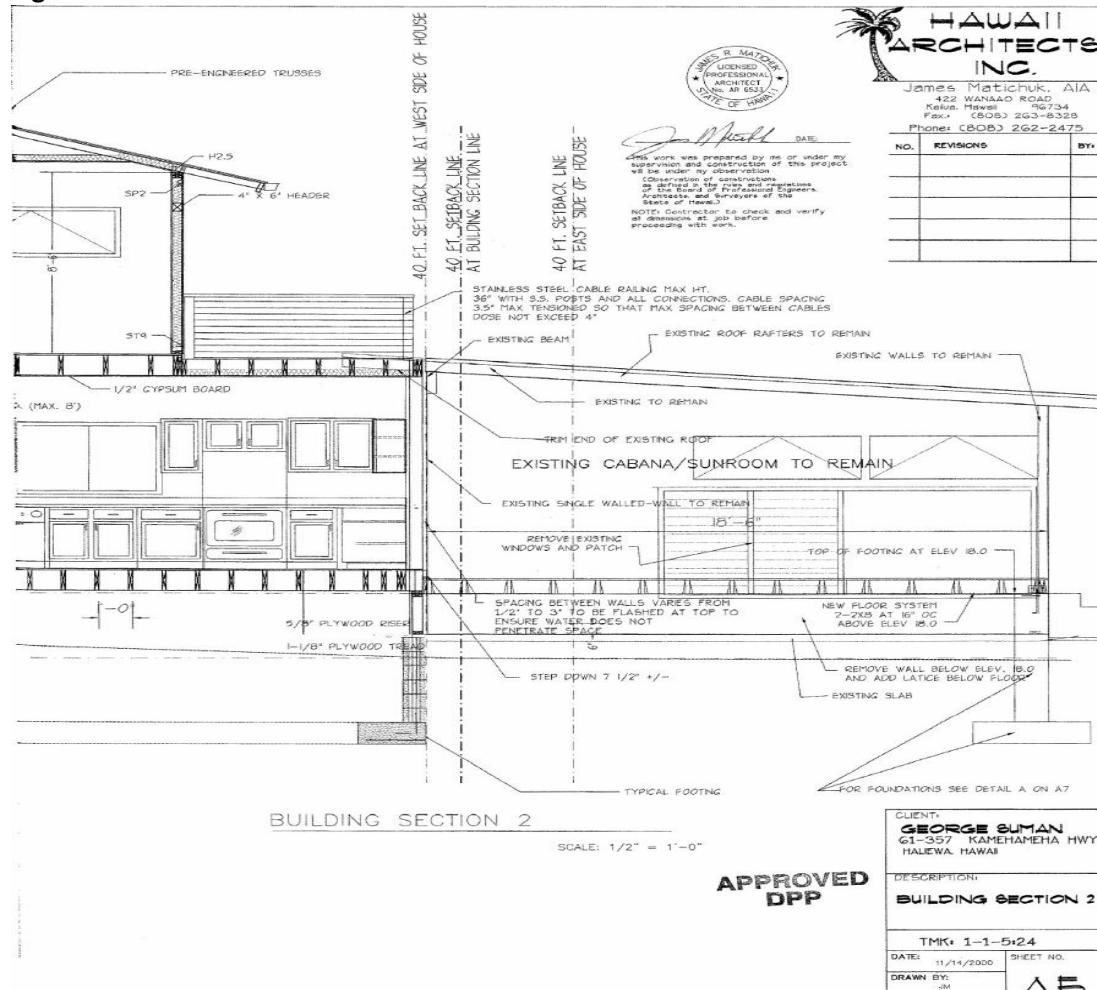 HAWAII
ARCHITECTS
INC.
James Matichuk, AIA
422 WANAAO ROAD
Kailua, Hawaii 96734
Fax.: (808) 263-8328
Phone: (808) 262-2475
NO. REVISIONS BY:
JAMES R MATICHUK
LICENSED
PROFESSIONAL
ARCHITECT
No. AR 6533
STATE OF HAWAII
DATE:
This work was prepared by me or under my
supervision and construction of this project
will be under my observation
(Observation of constructions
as defined in the rules and regulations
of the Board of Professional Engineers,
Architects, and Surveyors of the
State of Hawaii.)
NOTE: Contractor to check and verify
all dimensions at job before
proceeding with work.
PRE-ENGINEERED TRUSSES
H2.5
SP2
4" X 6" HEADER
8'-6"
ST9
40 FT. SET BACK LINE AT WEST SIDE OF HOUSE
40 FT. SETBACK LINE
AT BUILDING SECTION LINE
40 FT. SETBACK LINE
AT EAST SIDE OF HOUSE
STAINLESS STEEL CABLE RAILING MAX HT.
36" WITH S.S. POSTS AND ALL CONNECTIONS. CABLE SPACING
3.5" MAX TENSIONED SO THAT MAX SPACING BETWEEN CABLES
DOSE NOT EXCEED 4"
EXISTING BEAM
EXISTING ROOF RAFTERS TO REMAIN
EXISTING WALLS TO REMAIN
1/2" GYPSUM BOARD
(MAX. 8')
EXISTING TO REMAIN
TRIM END OF EXISTING ROOF
EXISTING CABANA/SUNROOM TO REMAIN
EXISTING SINGLE WALLED WALL TO REMAIN
18'-6"
REMOVE EXISTING
WINDOWS AND PATCH
TOP OF FOOTING AT ELEV 18.0
SPACING BETWEEN WALLS VARIES FROM
1/2" TO 3" TO BE FLASHED AT TOP TO
ENSURE WATER DOES NOT
PENETRATE SPACE
NEW FLOOR SYSTEM
2-2X8 AT 16" OC
ABOVE ELEV 18.0
5/8" PLYWOOD RISER
1-1/8" PLYWOOD TREAD
STEP DOWN 7 1/2" +/-
REMOVE WALL BELOW ELEV. 18.0
AND ADD LATICE BELOW FLOOR
EXISTING SLAB
TYPICAL FOOTNG
FOR FOUNDATIONS SEE DETAIL A ON A7
BUILDING SECTION 2
SCALE: 1/2" = 1'-0"
APPROVED
DPP
CLIENT:
GEORGE SUMAN
61-357 KAMEHAMEHA HWY
HALIEWA, HAWAII
DESCRIPTION:
BUILDING SECTION 2
TMK: 1-1-5:24
DATE: 11/14/2000
SHEET NO.
DRAWN BY:
JM
A5